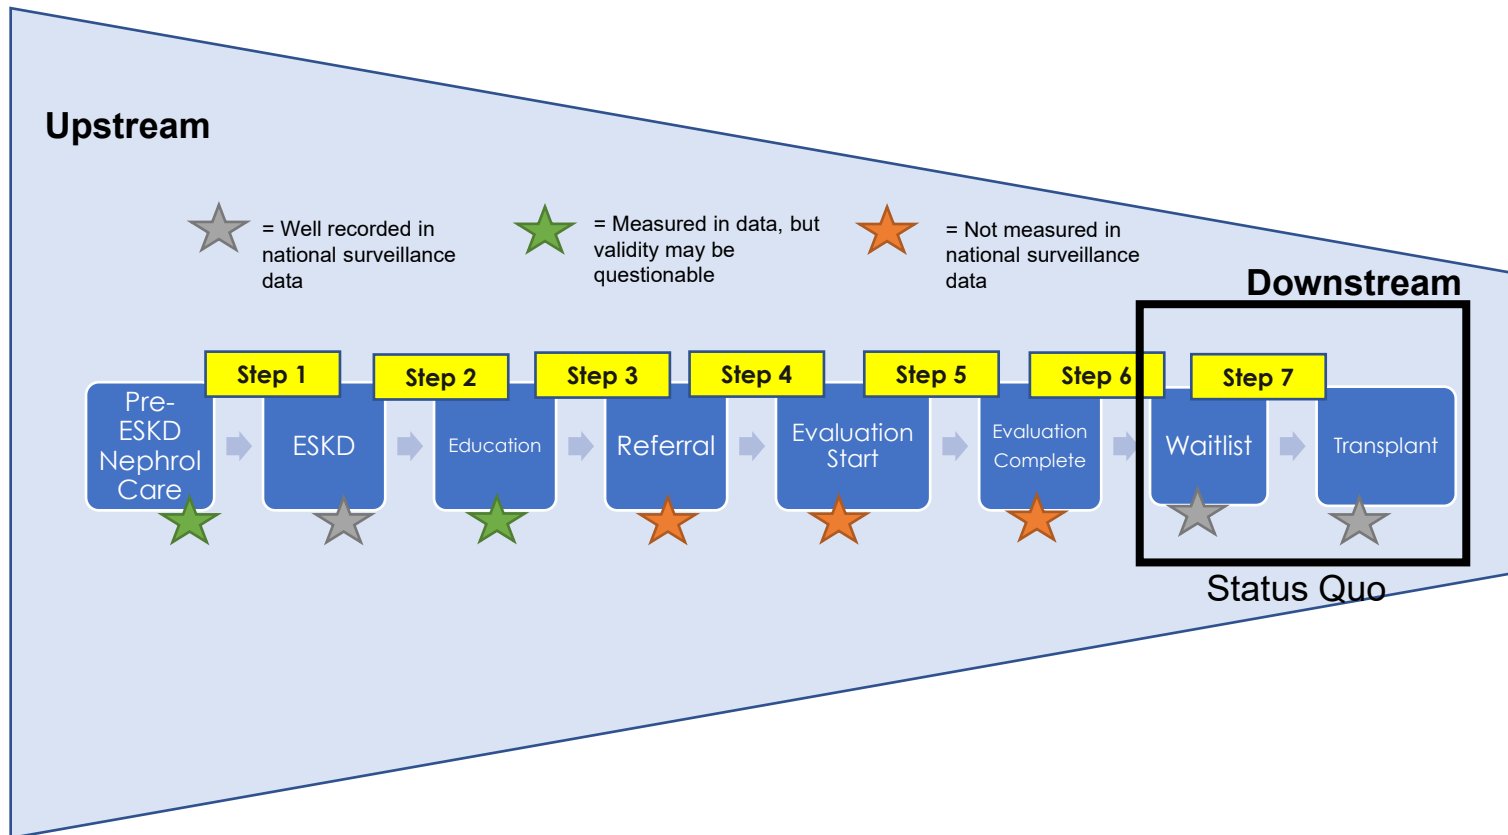 Upstream
= Well recorded in
national surveillance
data
= Measured in data, but
validity may be
questionable
= Not measured in
national surveillance
data
Downstream
Step 1
Step 2
Step 3
Step 4
Step 5
Step 6
Step 7
Pre-
ESKD
Nephrol
Care
ESKD
Education
Referral
Evaluation
Start
Evaluation
Complete
Waitlist
Transplant
Status Quo